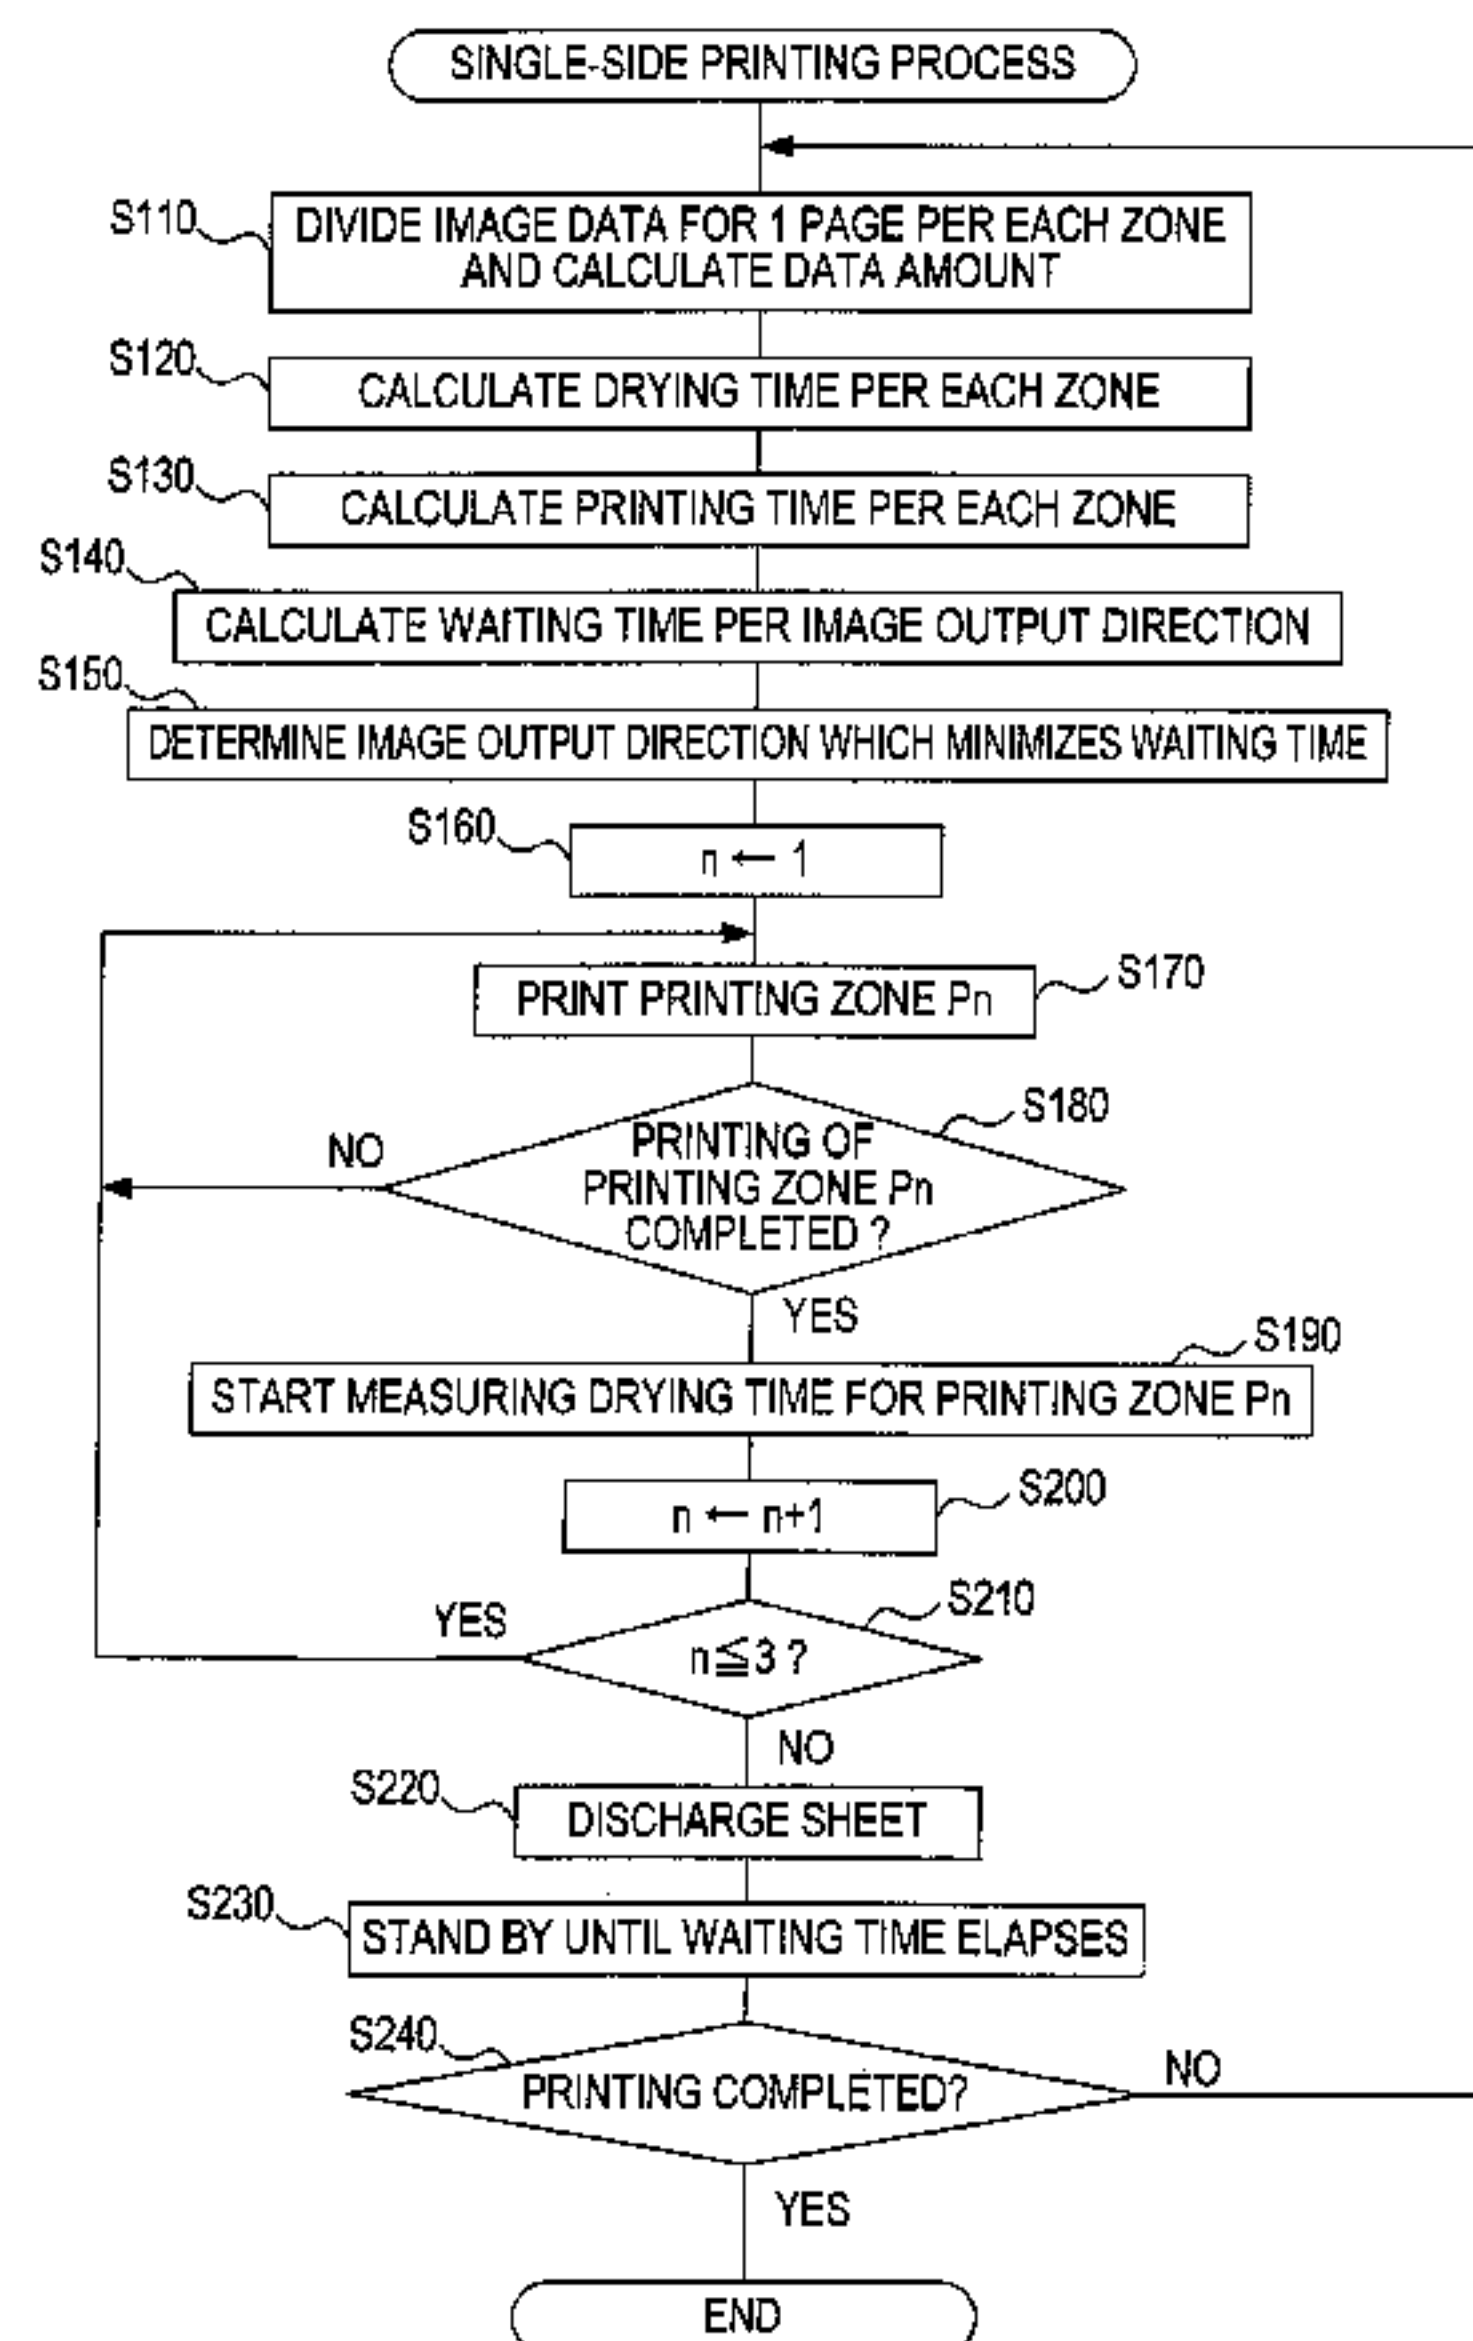 SINGLE-SIDE PRINTING PROCESS
S110
DIVIDE IMAGE DATA FOR 1 PAGE PER EACH ZONE
AND CALCULATE DATA AMOUNT
S120
CALCULATE DRYING TIME PER EACH ZONE
S130
CALCULATE PRINTING TIME PER EACH ZONE
S140
CALCULATE WAITING TIME PER IMAGE OUTPUT DIRECTION
S150
DETERMINE IMAGE OUTPUT DIRECTION WHICH MINIMIZES WAITING TIME
S160
n ← 1
PRINT PRINTING ZONE Pn
S170
S180
NO
PRINTING OF
PRINTING ZONE Pn
COMPLETED ?
YES
S190
START MEASURING DRYING TIME FOR PRINTING ZONE Pn
S200
n ← n+1
S210
YES
n≦3 ?
NO
S220
DISCHARGE SHEET
S230
STAND BY UNTIL WAITING TIME ELAPSES
S240
PRINTING COMPLETED?
NO
YES
END